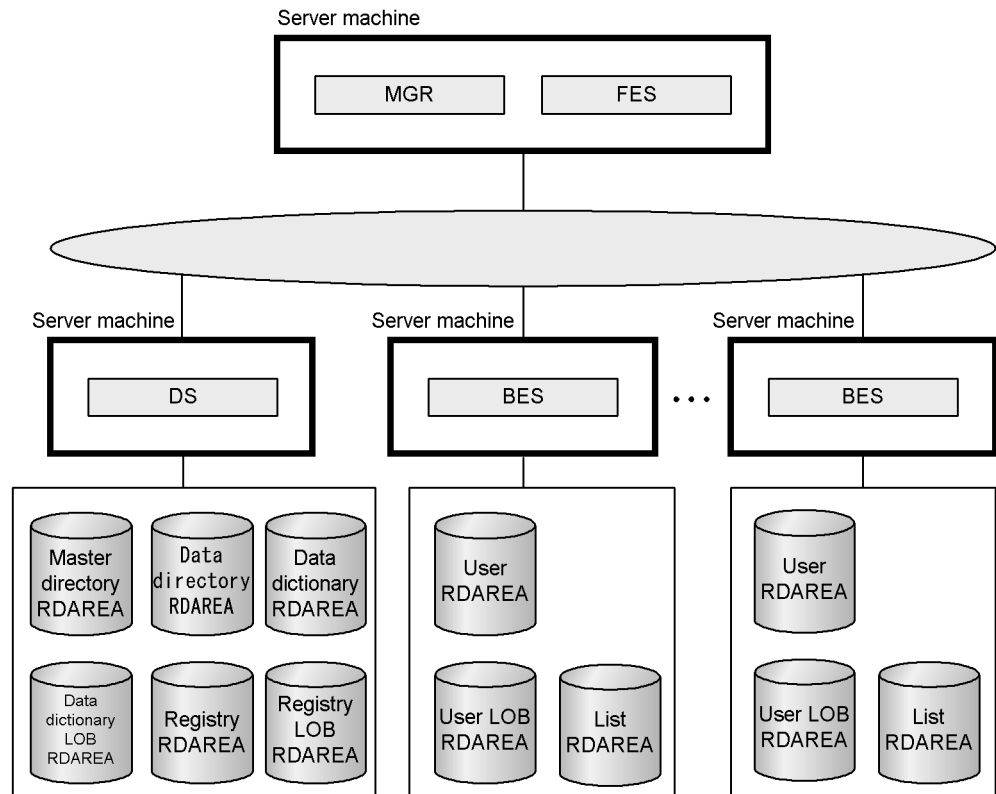 Server machine
MGR
FES
Server machine
Server machine
Server machine
DS
BES
...
BES
Master
directory
RDAREA
Data
directory
RDAREA
Data
dictionary
RDAREA
User
RDAREA
User
RDAREA
Data
dictionary
LOB
RDAREA
Registry
RDAREA
Registry
LOB
RDAREA
User LOB
RDAREA
List
RDAREA
User LOB
RDAREA
List
RDAREA